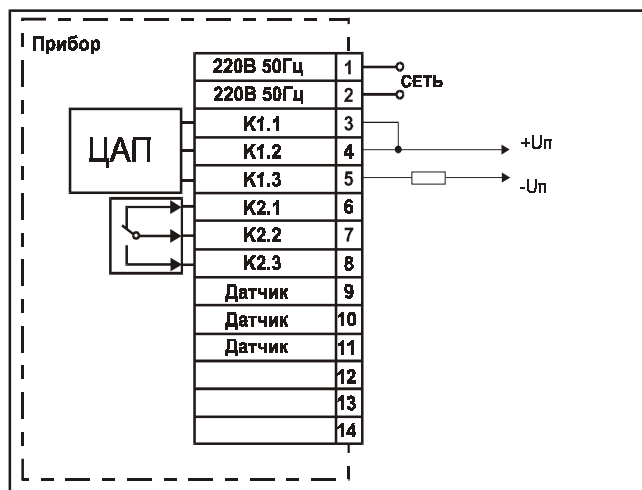 Прибор
220В 50Гц 1
220В 50Гц 2
СЕТЬ
К1.1 3
ЦАП
К1.2 4
+Uп
К1.3 5
-Uп
К2.1 6
К2.2 7
К2.3 8
Датчик 9
Датчик 10
Датчик 11
12
13
14